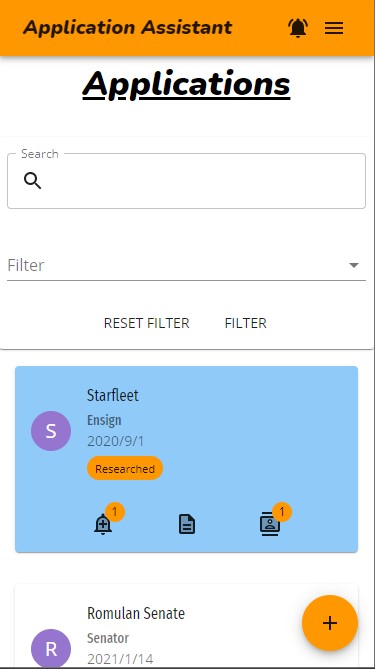 Application Assistant
Applications
Search
Filter
RESET FILTER FILTER
Starfleet
S
Ensign
2020/9/1
Researched
1 1
Romulan Senate
R
Senator
2021/1/14